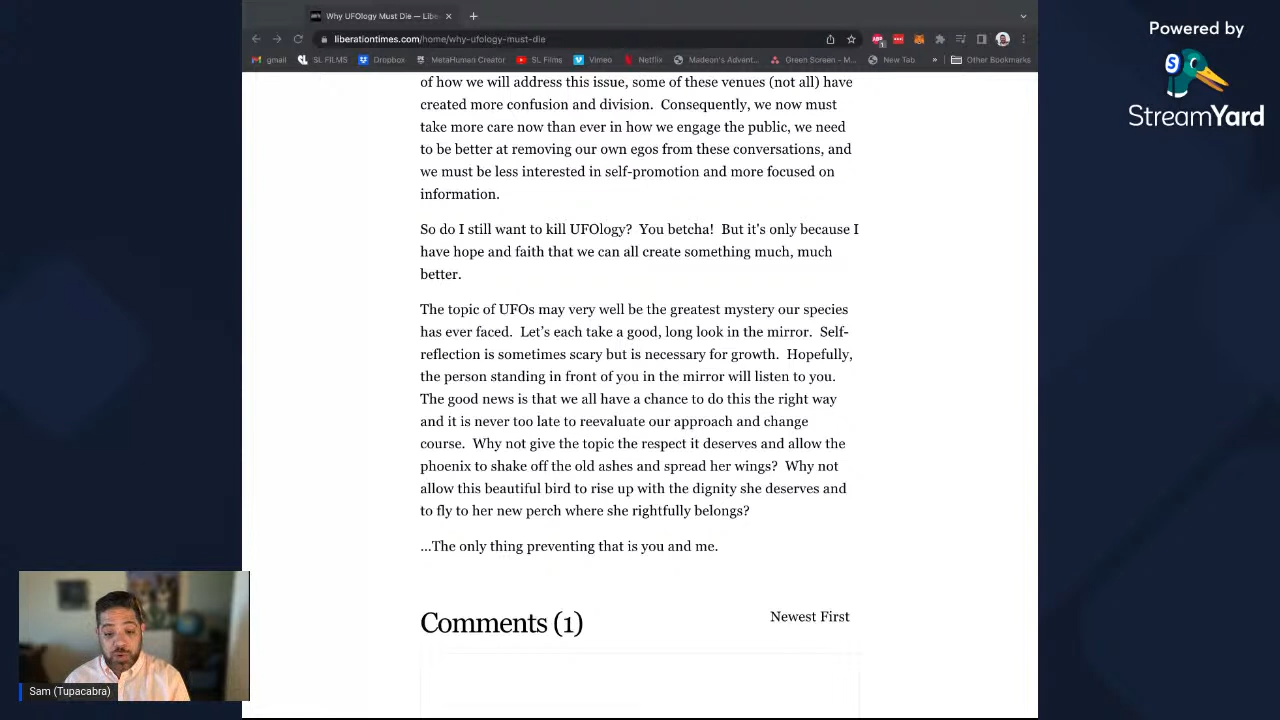 Why UFOlogy Must Die — Libe
liberationtimes.com/home/why-ufology-must-die
gmail SL FILMS Dropbox MetaHuman Creator SL Films Vimeo Netflix Madeon's Advent... Green Screen - M... New Tab » Other Bookmarks
of how we will address this issue, some of these venues (not all) have
created more confusion and division.  Consequently, we now must
take more care now than ever in how we engage the public, we need
to be better at removing our own egos from these conversations, and
we must be less interested in self-promotion and more focused on
information.
So do I still want to kill UFOlogy?  You betcha!  But it's only because I
have hope and faith that we can all create something much, much
better.
The topic of UFOs may very well be the greatest mystery our species
has ever faced.  Let's each take a good, long look in the mirror.  Self-
reflection is sometimes scary but is necessary for growth.  Hopefully,
the person standing in front of you in the mirror will listen to you.
The good news is that we all have a chance to do this the right way
and it is never too late to reevaluate our approach and change
course.  Why not give the topic the respect it deserves and allow the
phoenix to shake off the old ashes and spread her wings?  Why not
allow this beautiful bird to rise up with the dignity she deserves and
to fly to her new perch where she rightfully belongs?
…The only thing preventing that is you and me.
Comments (1)
Newest First
Powered by
S
StreamYard
Sam (Tupacabra)